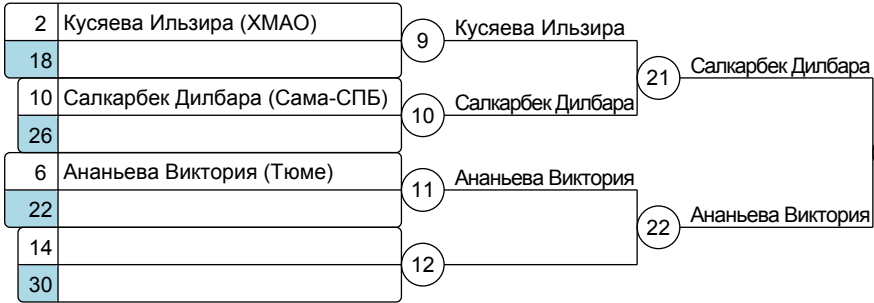 2 Кусяева Ильзира (ХМАО)
18
10 Салкарбек Дилбара (Сама-СПБ)
26
6 Ананьева Виктория (Тюме)
22
14
30
9
Кусяева Ильзира
10
Салкарбек Дилбара
11
Ананьева Виктория
12
21
Салкарбек Дилбара
22
Ананьева Виктория